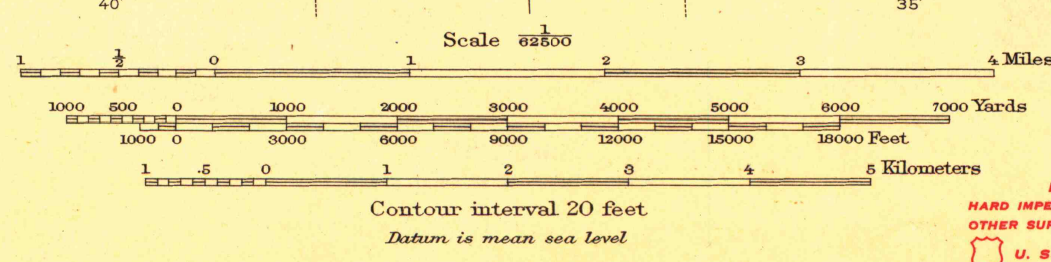 40′ 35′
Scale 1/62500
1 ½ 0 1 2 3 4 Miles
1000 500 0 1000 2000 3000 4000 5000 6000 7000 Yards
1000 0 3000 6000 9000 12000 15000 18000 Feet
1 .5 0 1 2 3 4 5 Kilometers
Contour interval 20 feet
Datum is mean sea level
HARD IMPE
OTHER SUR
U. S